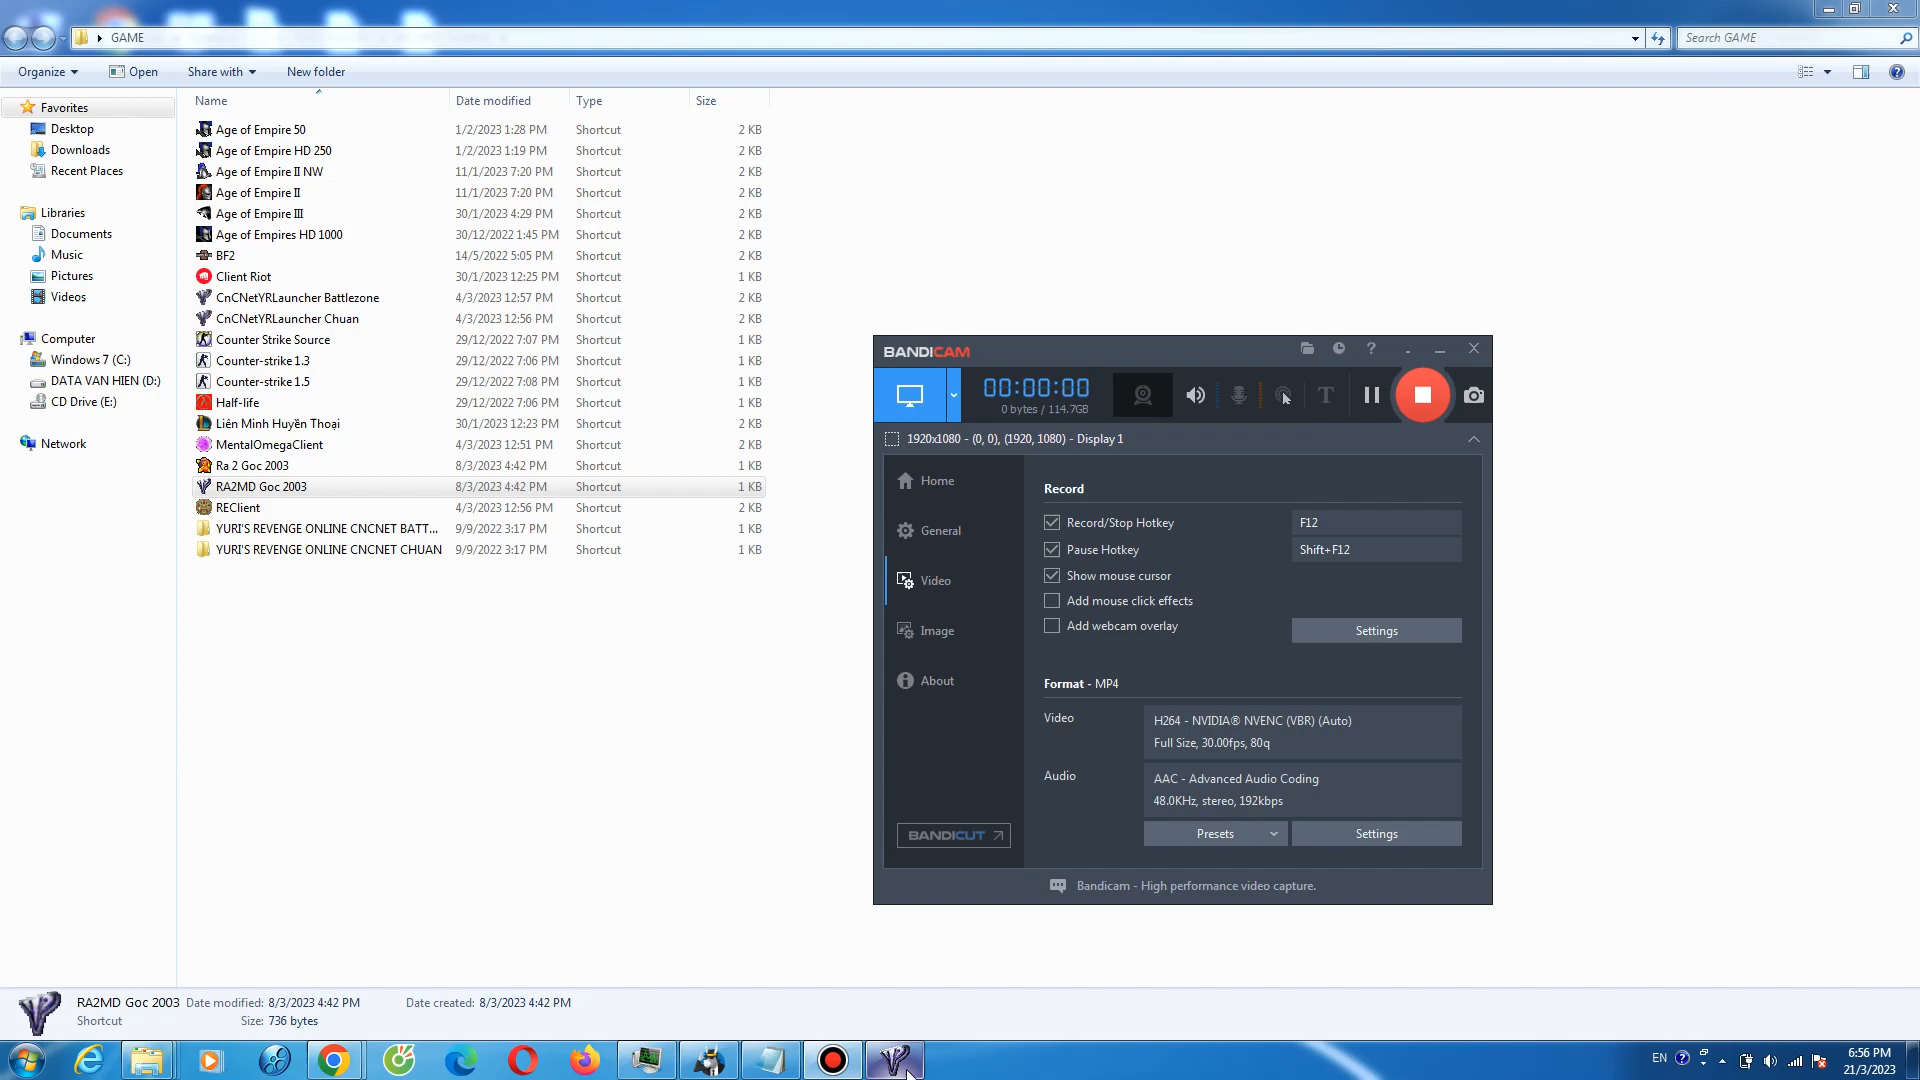 GAME
Search GAME
Organize
Open
Share with
New folder
Name
Date modified
Type
Size
Favorites
Desktop
Downloads
Recent Places
Libraries
Documents
Music
Pictures
Videos
Computer
Windows 7 (C:)
DATA VAN HIEN (D:)
CD Drive (E:)
Network
Age of Empire 50 1/2/2023 1:28 PM Shortcut 2 KB
Age of Empire HD 250 1/2/2023 1:19 PM Shortcut 2 KB
Age of Empire II NW 11/1/2023 7:20 PM Shortcut 2 KB
Age of Empire II 11/1/2023 7:20 PM Shortcut 2 KB
Age of Empire III 30/1/2023 4:29 PM Shortcut 2 KB
Age of Empires HD 1000 30/12/2022 1:45 PM Shortcut 2 KB
BF2 14/5/2022 5:05 PM Shortcut 2 KB
Client Riot 30/1/2023 12:25 PM Shortcut 1 KB
CnCNetYRLauncher Battlezone 4/3/2023 12:57 PM Shortcut 2 KB
CnCNetYRLauncher Chuan 4/3/2023 12:56 PM Shortcut 2 KB
Counter Strike Source 29/12/2022 7:07 PM Shortcut 2 KB
Counter-strike 1.3 29/12/2022 7:06 PM Shortcut 2 KB
Counter-strike 1.5 29/12/2022 7:08 PM Shortcut 2 KB
Half-life 29/12/2022 7:06 PM Shortcut 2 KB
Liên Minh Huyền Thoại 30/1/2023 12:23 PM Shortcut 2 KB
MentalOmegaClient 4/3/2023 12:51 PM Shortcut 2 KB
Ra 2 Goc 2003 8/3/2023 4:42 PM Shortcut 1 KB
RA2MD Goc 2003 8/3/2023 4:42 PM Shortcut 1 KB
REClient 4/3/2023 12:56 PM Shortcut 2 KB
YURI'S REVENGE ONLINE CNCNET BATT... 9/9/2022 3:17 PM Shortcut 1 KB
YURI'S REVENGE ONLINE CNCNET CHUAN 9/9/2022 3:17 PM Shortcut 1 KB
BANDICAM
00:00:00
0 bytes / 114.7GB
1920x1080 - (0, 0), (1920, 1080) - Display 1
Home
General
Video
Image
About
BANDICUT
Record
Record/Stop Hotkey F12
Pause Hotkey Shift+F12
Show mouse cursor
Add mouse click effects
Add webcam overlay
Settings
Format - MP4
Video
H264 - NVIDIA® NVENC (VBR) (Auto)
Full Size, 30.00fps, 80q
Audio
AAC - Advanced Audio Coding
48.0KHz, stereo, 192kbps
Presets
Settings
Bandicam - High performance video capture.
RA2MD Goc 2003 Date modified: 8/3/2023 4:42 PM Date created: 8/3/2023 4:42 PM
Shortcut Size: 736 bytes
EN
6:56 PM
21/3/2023